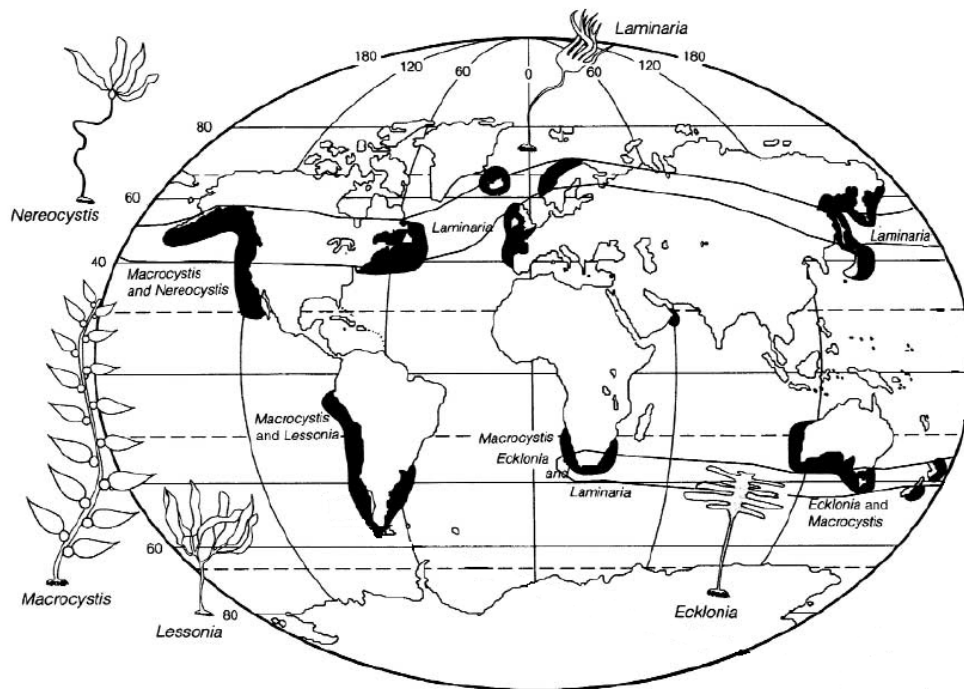 Laminaria
180
120
60
0
60
120
180
80
Nereocystis
60
Laminaria
Laminaria
40
Macrocystis
and Nereocystis
Macrocystis
and Lessonia
Macrocystis
Ecklonia
and
Laminaria
Ecklonia and
Macrocystis
60
Macrocystis
Lessonia
80
Ecklonia